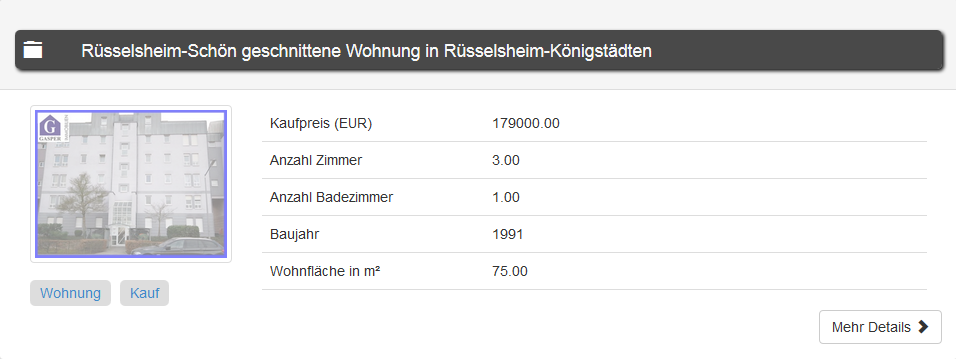 Rüsselsheim-Schön geschnittene Wohnung in Rüsselsheim-Königstädten
G
GASPER
Kaufpreis (EUR) 179000.00
Anzahl Zimmer 3.00
Anzahl Badezimmer 1.00
Baujahr 1991
Wohnfläche in m² 75.00
Wohnung Kauf
Mehr Details